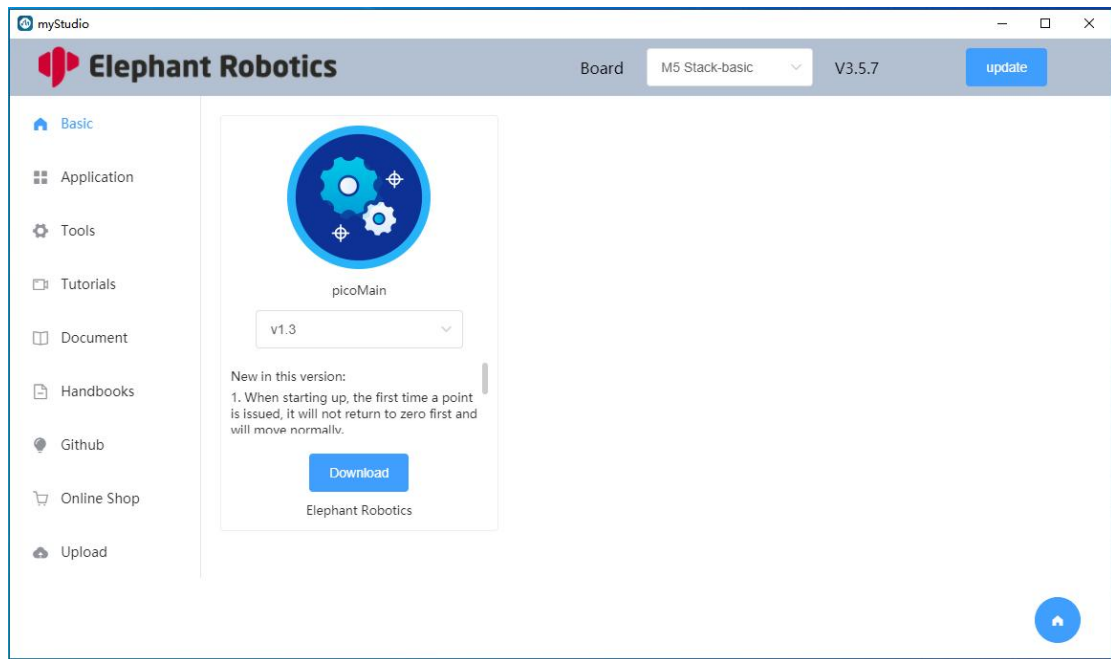 myStudio
Elephant Robotics
Board
M5 Stack-basic
V3.5.7
update
Basic
Application
Tools
Tutorials
Document
Handbooks
Github
Online Shop
Upload
picoMain
v1.3
New in this version:
1. When starting up, the first time a point
is issued, it will not return to zero first and
will move normally.
Download
Elephant Robotics